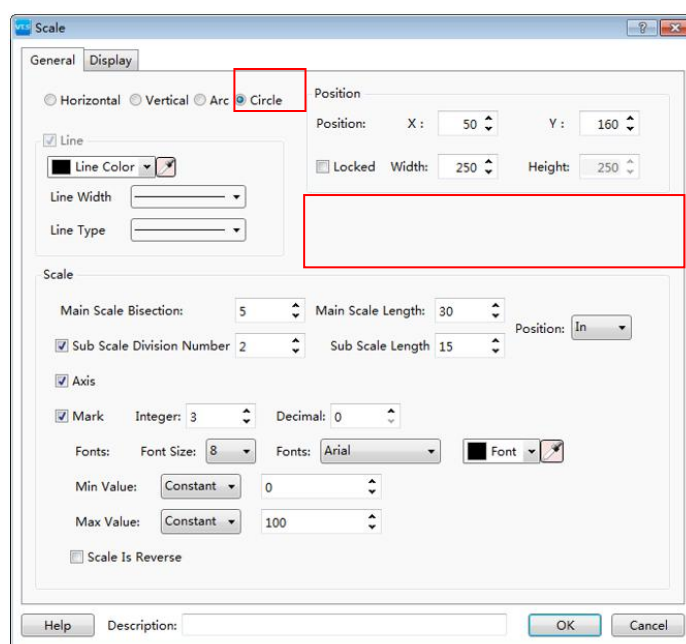 Scale
General Display
Horizontal Vertical Arc Circle
Position
Position: X : 50 Y : 160
Locked Width: 250 Height: 250
Line
Line Color
Line Width
Line Type
Scale
Main Scale Bisection: 5 Main Scale Length: 30
Position: In
Sub Scale Division Number 2 Sub Scale Length 15
Axis
Mark Integer: 3 Decimal: 0
Fonts: Font Size: 8 Fonts: Arial Font
Min Value: Constant 0
Max Value: Constant 100
Scale Is Reverse
Help Description: OK Cancel